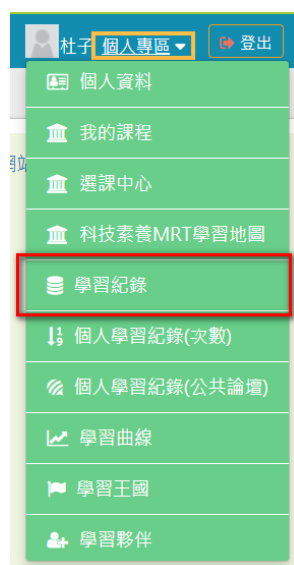 杜子 個人專區 登出
個人資料
我的課程
選課中心
科技素養MRT學習地圖
學習紀錄
個人學習紀錄(次數)
個人學習紀錄(公共論壇)
學習曲線
學習王國
學習夥伴